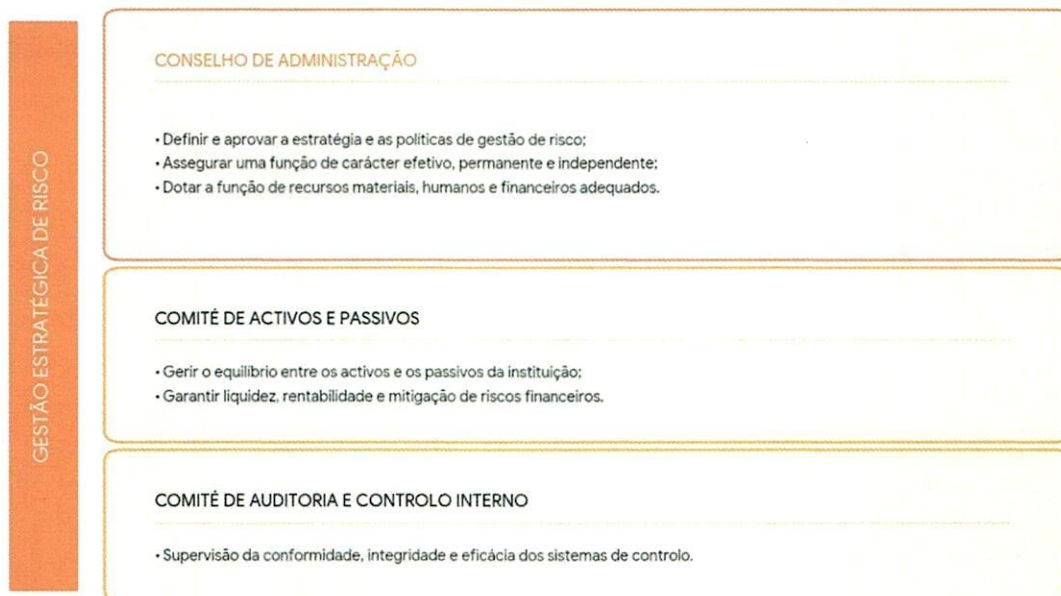 GESTÃO ESTRATÉGICA DE RISCO
CONSELHO DE ADMINISTRAÇÃO
• Definir e aprovar a estratégia e as políticas de gestão de risco;
• Assegurar uma função de carácter efetivo, permanente e independente;
• Dotar a função de recursos materiais, humanos e financeiros adequados.
COMITÉ DE ACTIVOS E PASSIVOS
• Gerir o equilíbrio entre os activos e os passivos da instituição;
• Garantir liquidez, rentabilidade e mitigação de riscos financeiros.
COMITÉ DE AUDITORIA E CONTROLO INTERNO
• Supervisão da conformidade, integridade e eficácia dos sistemas de controlo.